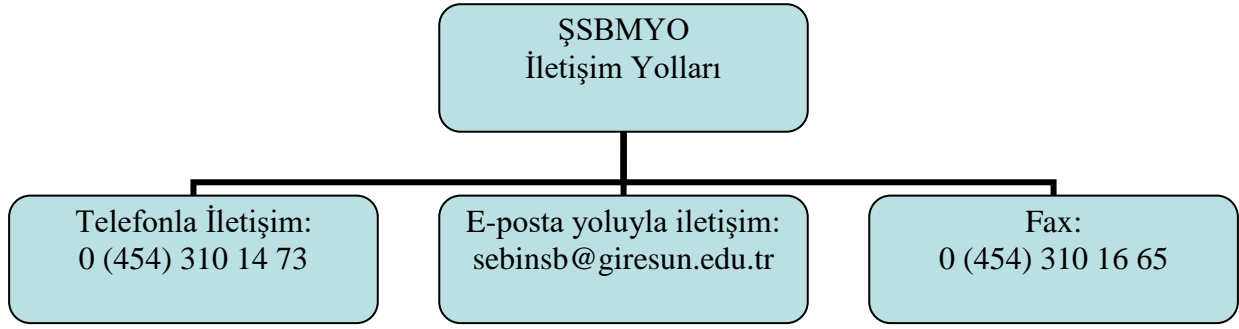 ŞSBMYO
İletişim Yolları
Telefonla İletişim:
0 (454) 310 14 73
E-posta yoluyla iletişim:
sebinsb@giresun.edu.tr
Fax:
0 (454) 310 16 65